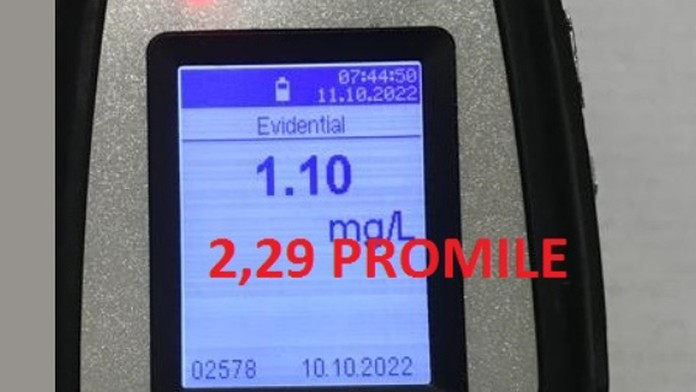 07:44:50
11.10.2022
Evidential
1.10
mg/L
2,29 PROMILE
02578 10.10.2022